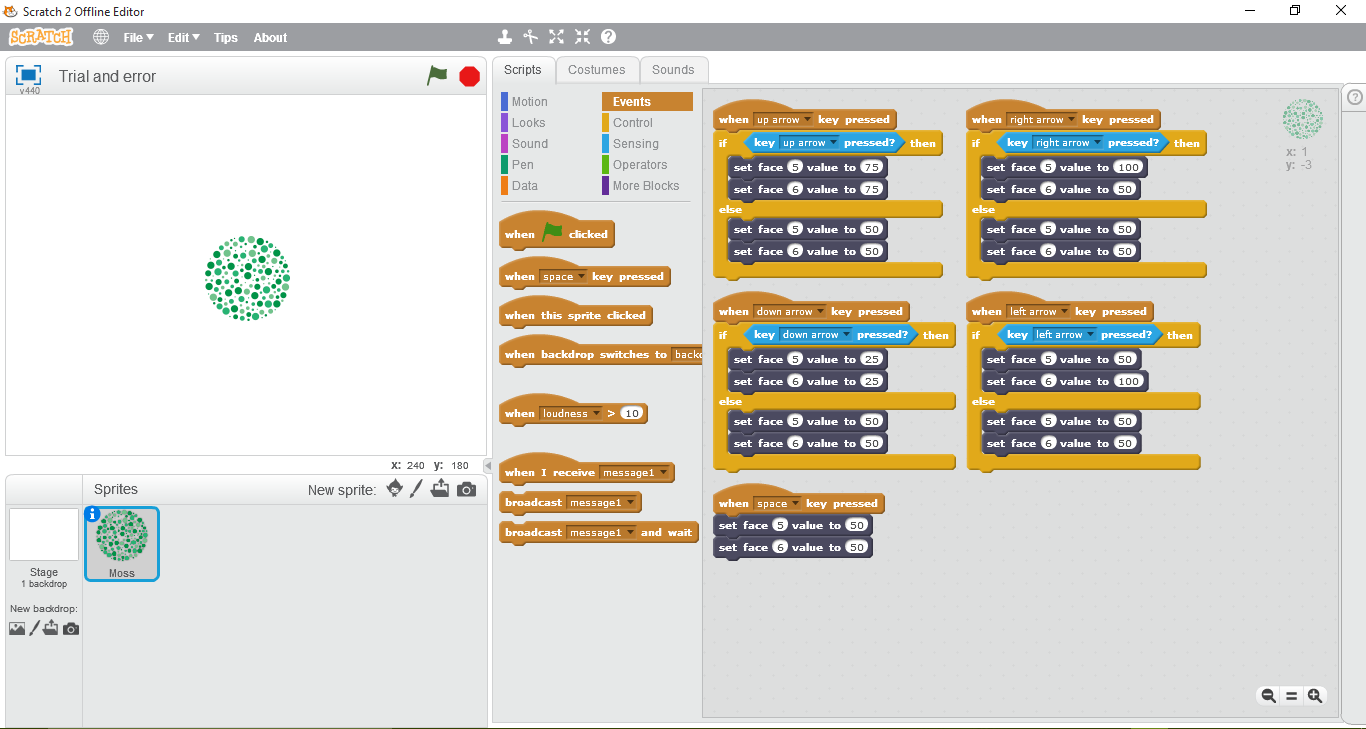 Scratch 2 Offline Editor
SCRATCH File Edit Tips About
Trial and error
v440
Scripts Costumes Sounds
Motion Events
Looks Control
Sound Sensing
Pen Operators
Data More Blocks
when clicked
when space key pressed
when this sprite clicked
when backdrop switches to backd
when loudness > 10
when I receive message1
broadcast message1
broadcast message1 and wait
when up arrow key pressed
if key up arrow pressed? then
set face 5 value to 75
set face 6 value to 75
else
set face 5 value to 50
set face 6 value to 50
when right arrow key pressed
if key right arrow pressed? then
set face 5 value to 100
set face 6 value to 50
else
set face 5 value to 50
set face 6 value to 50
when down arrow key pressed
if key down arrow pressed? then
set face 5 value to 25
set face 6 value to 25
else
set face 5 value to 50
set face 6 value to 50
when left arrow key pressed
if key left arrow pressed? then
set face 5 value to 50
set face 6 value to 100
else
set face 5 value to 50
set face 6 value to 50
when space key pressed
set face 5 value to 50
set face 6 value to 50
x: 1
y: -3
x: 240 y: 180
Sprites New sprite:
Moss
Stage
1 backdrop
New backdrop: